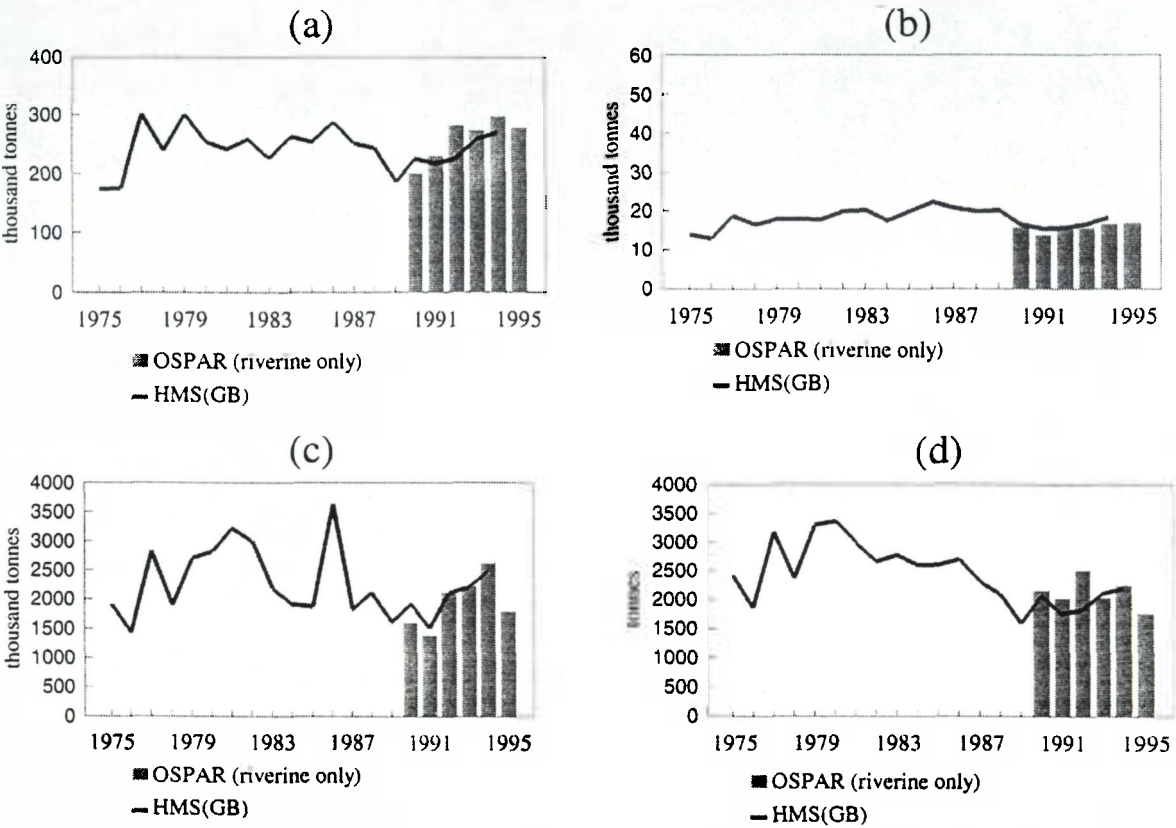 (a)
400
300
200
100
0
thousand tonnes
1975 1979 1983 1987 1991 1995
OSPAR (riverine only)
HMS(GB)
(b)
60
50
40
30
20
10
0
thousand tonnes
1975 1979 1983 1987 1991 1995
OSPAR (riverine only)
HMS(GB)
(c)
4000
3500
3000
2500
2000
1500
1000
500
0
thousand tonnes
1975 1979 1983 1987 1991 1995
OSPAR (riverine only)
HMS(GB)
(d)
4000
3500
3000
2500
2000
1500
1000
500
0
tonnes
1975 1979 1983 1987 1991 1995
OSPAR (riverine only)
HMS(GB)